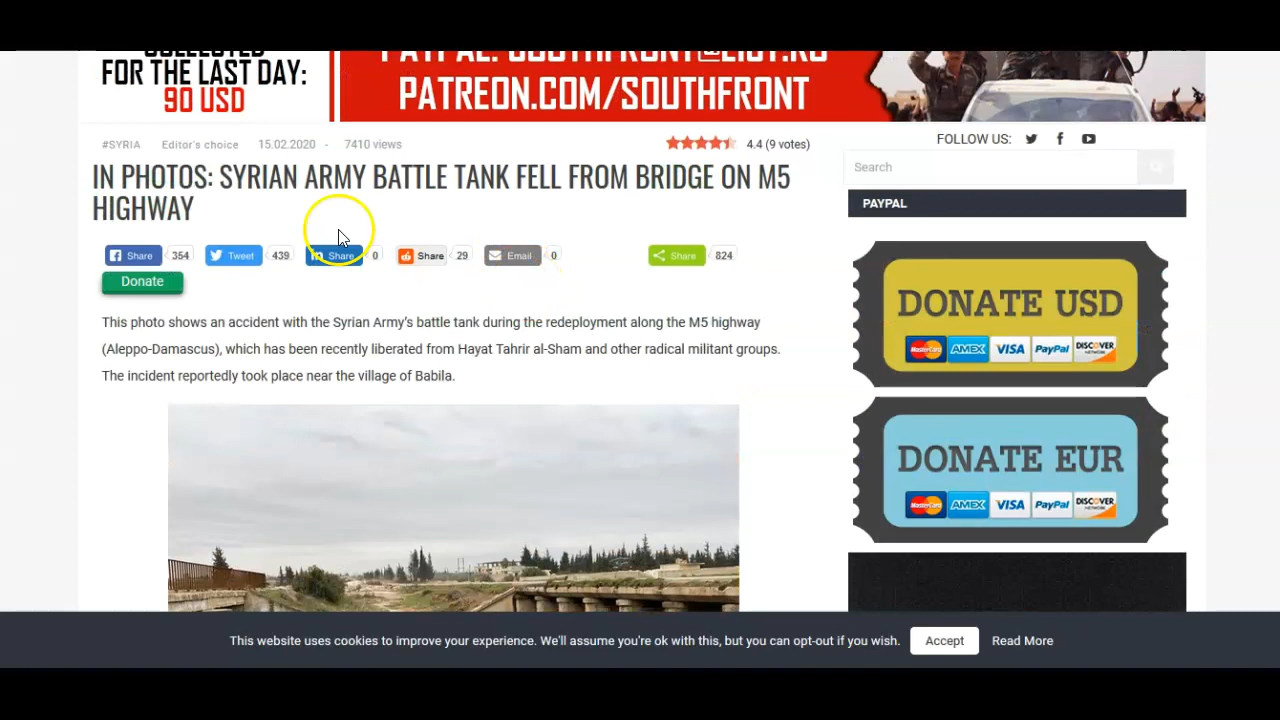 FOR THE LAST DAY:
90 USD
PATREON.COM/SOUTHFRONT
#SYRIA Editor's choice 15.02.2020 - 7410 views 4.4 (9 votes)
FOLLOW US:
Search
IN PHOTOS: SYRIAN ARMY BATTLE TANK FELL FROM BRIDGE ON M5
HIGHWAY
PAYPAL
Share 354 Tweet 439 in Share 0 Share 29 Email 0 Share 824
Donate
This photo shows an accident with the Syrian Army's battle tank during the redeployment along the M5 highway
(Aleppo-Damascus), which has been recently liberated from Hayat Tahrir al-Sham and other radical militant groups.
The incident reportedly took place near the village of Babila.
DONATE USD
MasterCard AMEX VISA PayPal DISCOVER
DONATE EUR
MasterCard AMEX VISA PayPal DISCOVER
This website uses cookies to improve your experience. We'll assume you're ok with this, but you can opt-out if you wish. Accept Read More